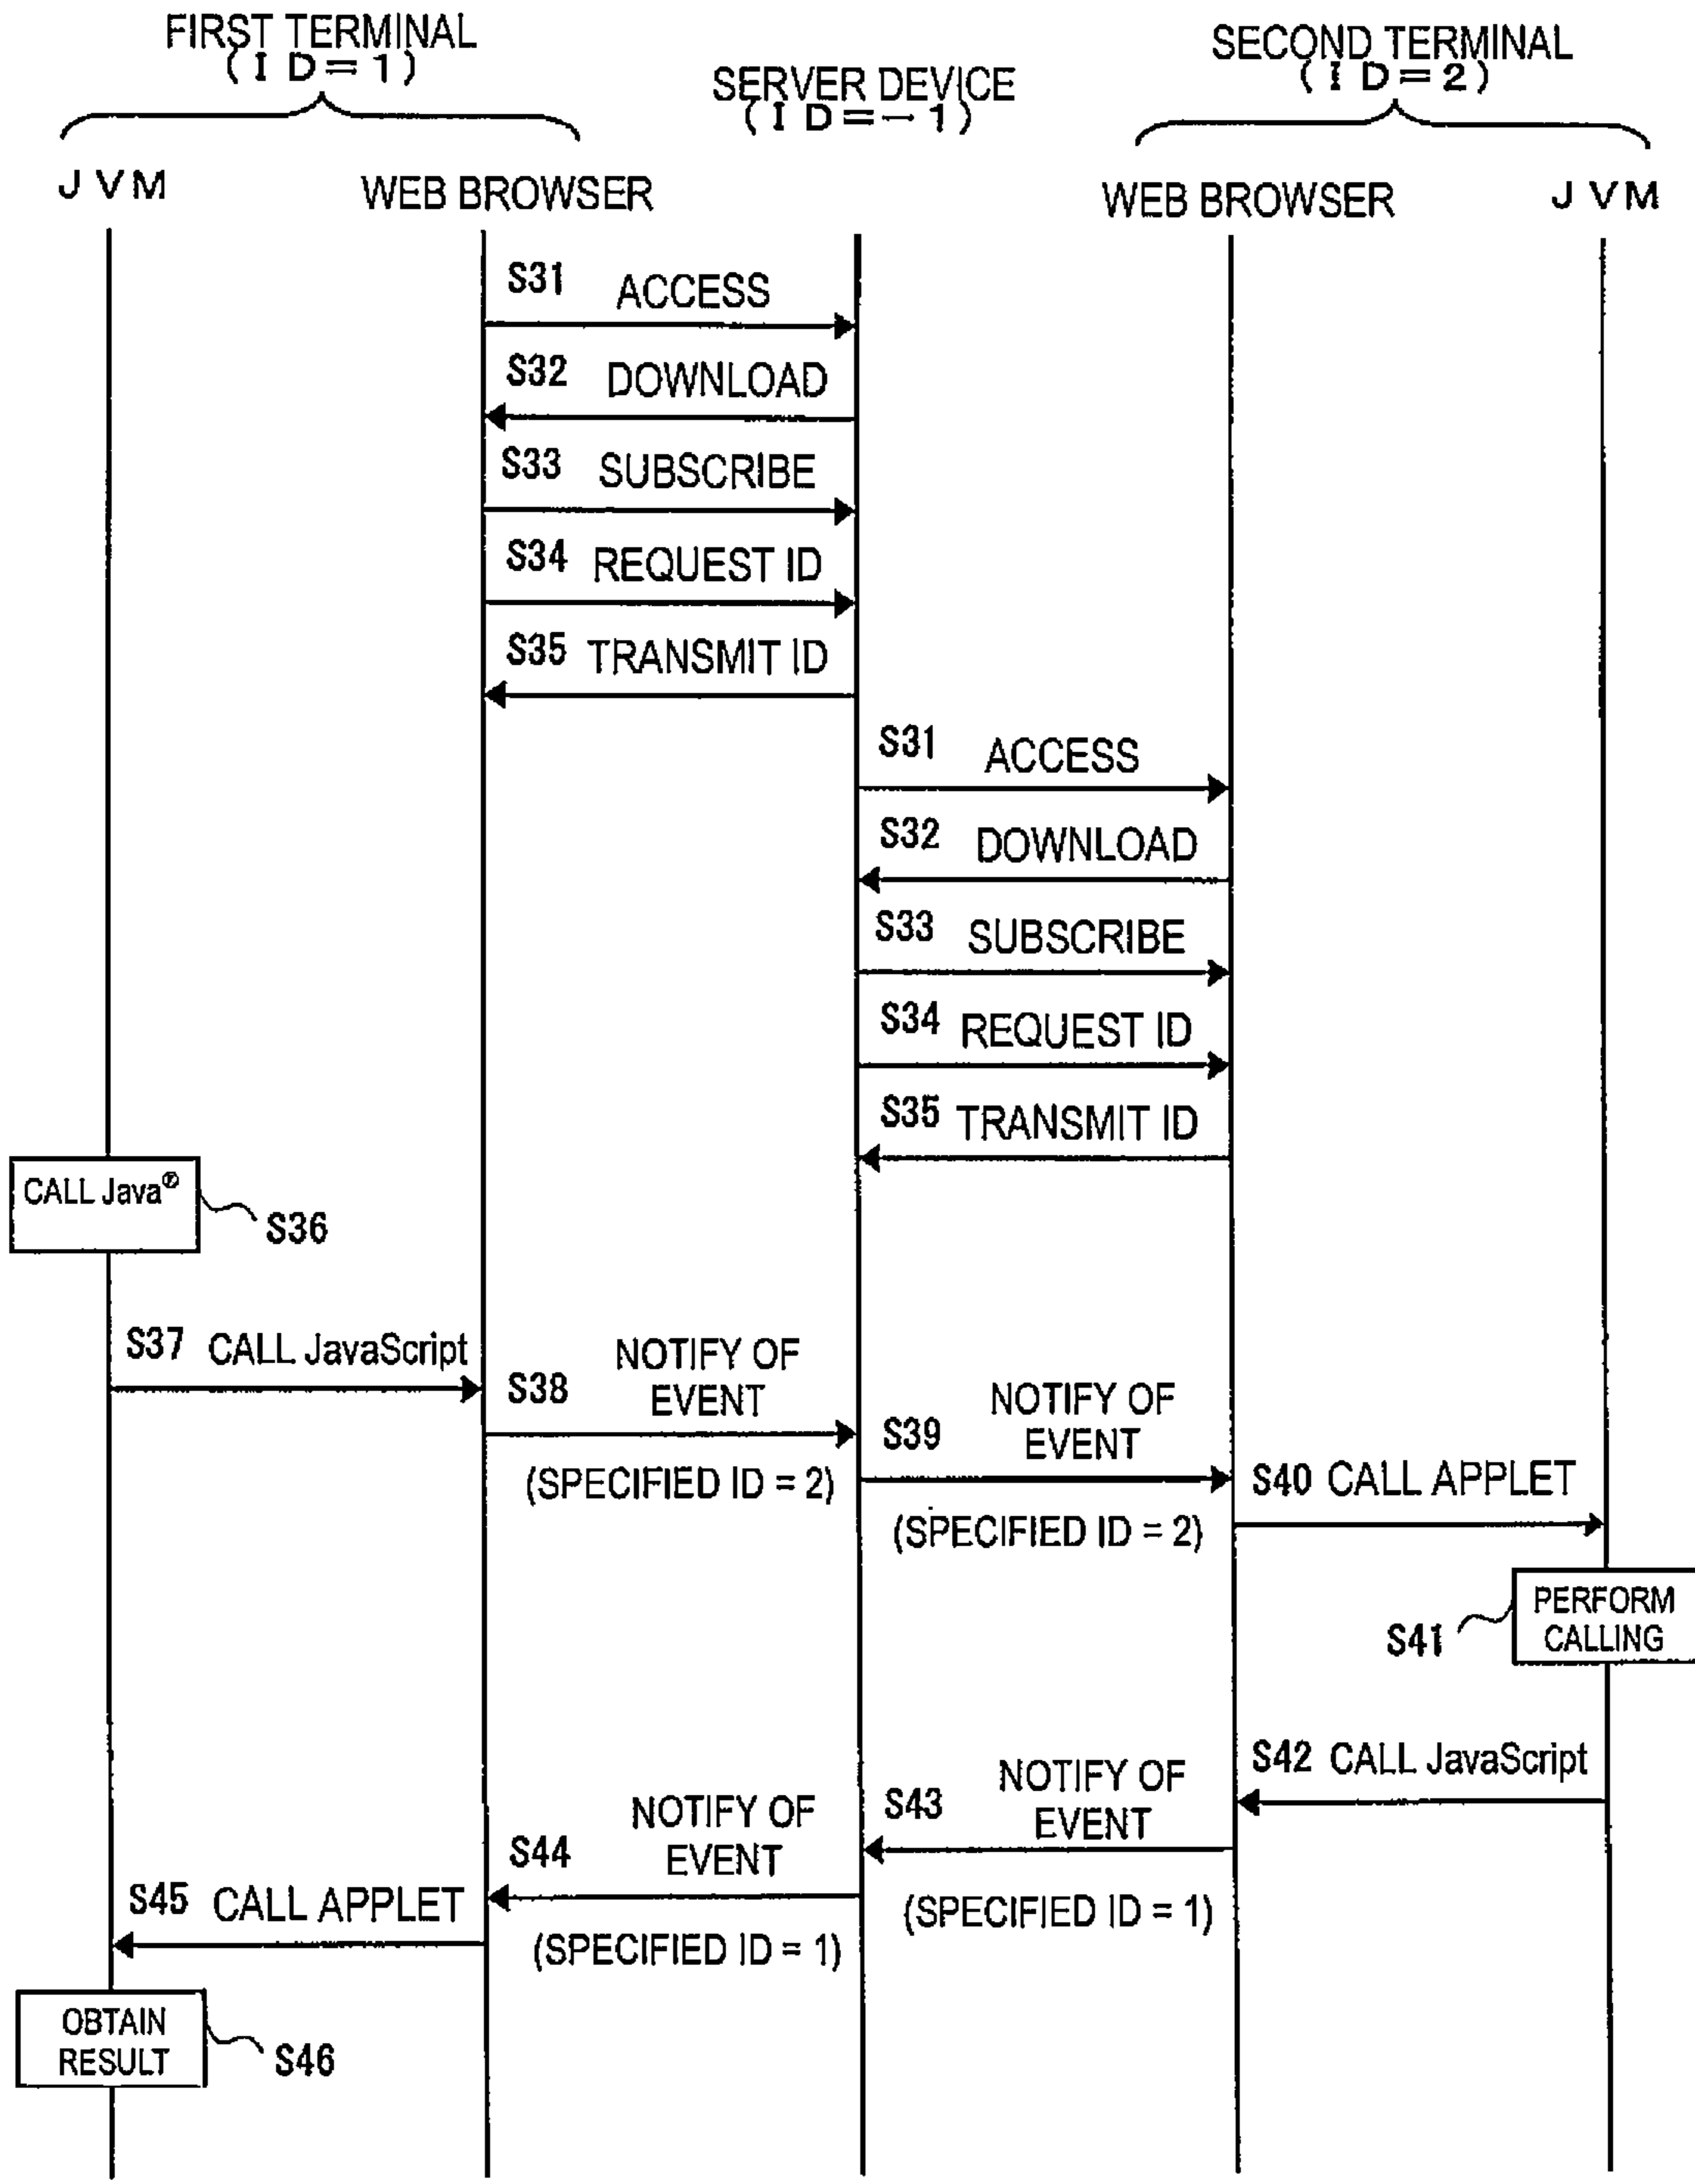 FIRST TERMINAL
(ID=1)
SERVER DEVICE
(ID=-1)
SECOND TERMINAL
(ID=2)
JVM
WEB BROWSER
WEB BROWSER
JVM
S31 ACCESS
S32 DOWNLOAD
S33 SUBSCRIBE
S34 REQUEST ID
S35 TRANSMIT ID
S31 ACCESS
S32 DOWNLOAD
S33 SUBSCRIBE
S34 REQUEST ID
S35 TRANSMIT ID
CALL Java®
S36
S37 CALL JavaScript
S38
NOTIFY OF
EVENT
(SPECIFIED ID = 2)
S39
NOTIFY OF
EVENT
(SPECIFIED ID = 2)
S40 CALL APPLET
PERFORM
CALLING
S41
S42 CALL JavaScript
S43
NOTIFY OF
EVENT
(SPECIFIED ID = 1)
S44
NOTIFY OF
EVENT
(SPECIFIED ID = 1)
S45 CALL APPLET
OBTAIN
RESULT
S46